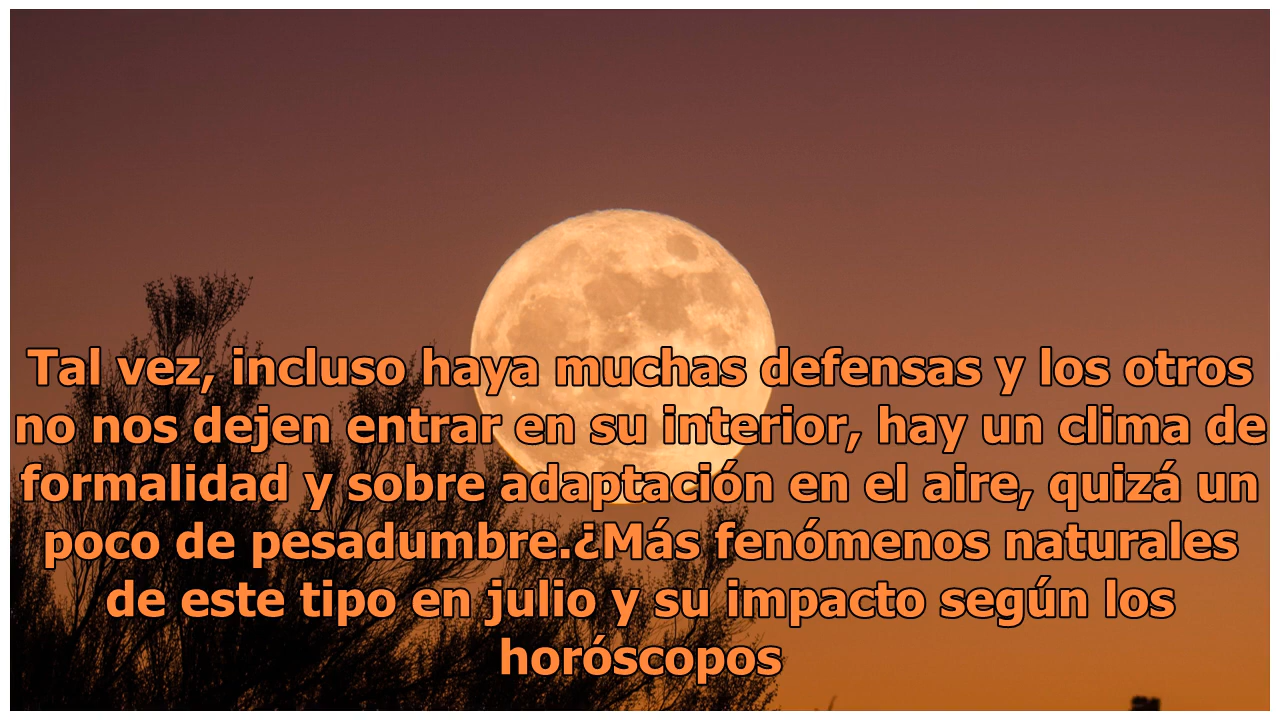 Tal vez, incluso haya muchas defensas y los otros
no nos dejen entrar en su interior, hay un clima de
formalidad y sobre adaptación en el aire, quizá un
poco de pesadumbre.¿Más fenómenos naturales
de este tipo en julio y su impacto según los
horóscopos